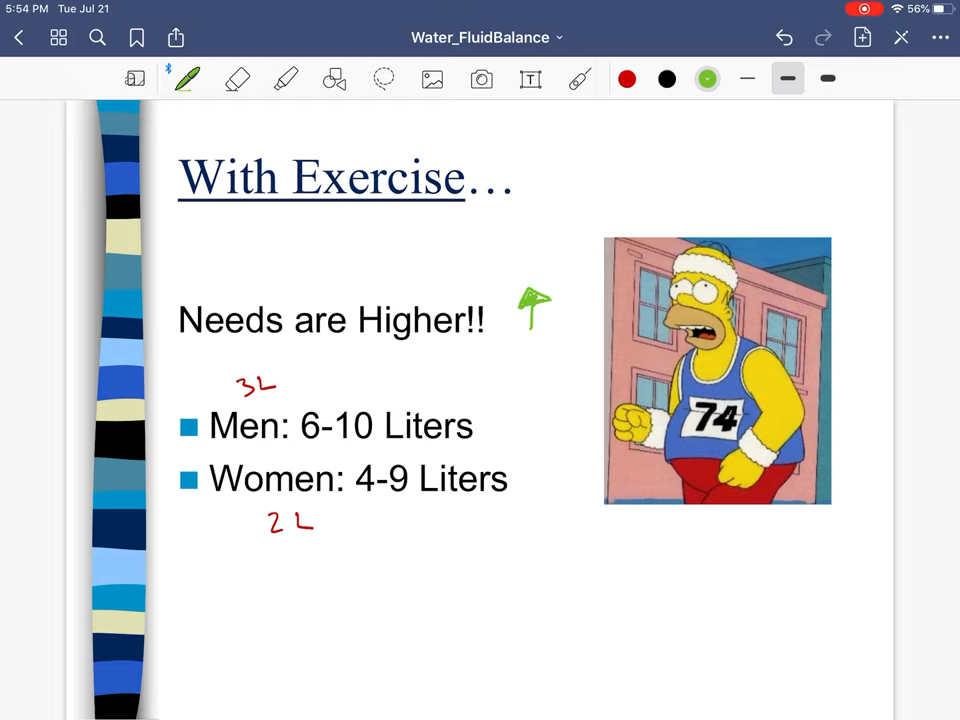 5:54 PM Tue Jul 21
56%
Water_FluidBalance
T
With Exercise...
Needs are Higher!!
3L
Men: 6-10 Liters
Women: 4-9 Liters
2 L
74